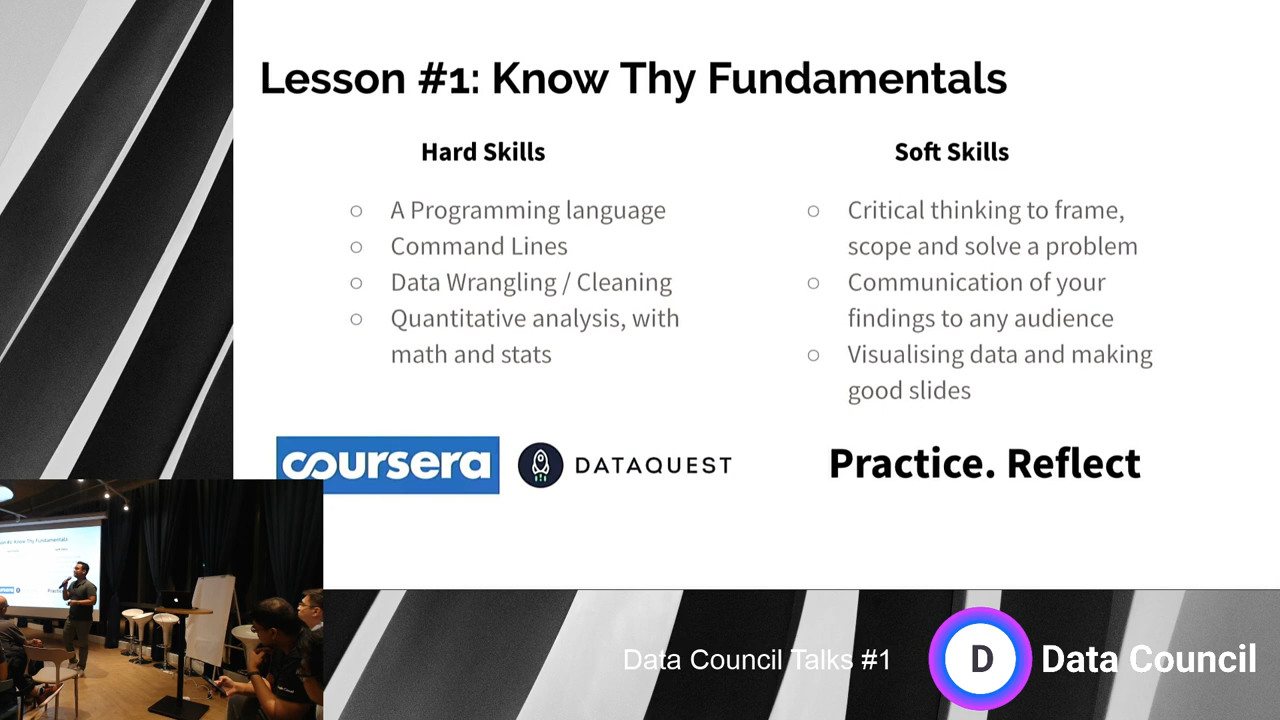 Lesson #1: Know Thy Fundamentals
Hard Skills
○ A Programming language
○ Command Lines
○ Data Wrangling / Cleaning
○ Quantitative analysis, with
math and stats
Soft Skills
○ Critical thinking to frame,
scope and solve a problem
○ Communication of your
findings to any audience
○ Visualising data and making
good slides
coursera
DATAQUEST
Practice. Reflect
Data Council Talks #1
D
Data Council